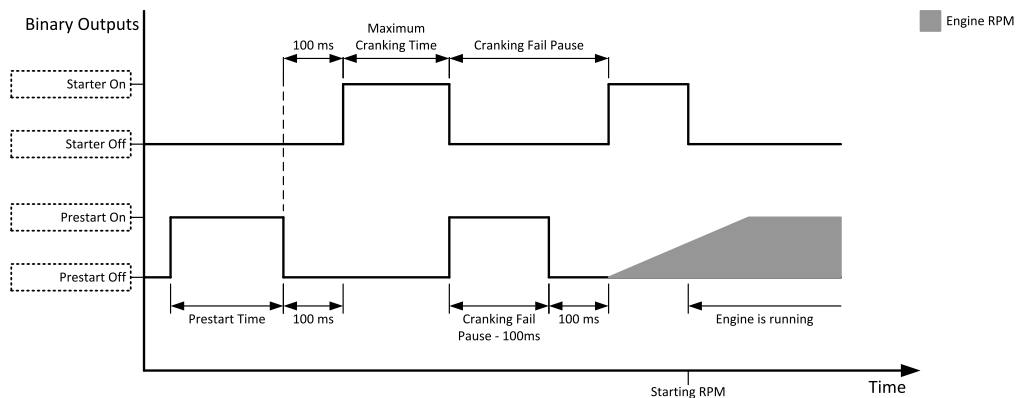 Binary Outputs
Engine RPM
100 ms
Maximum
Cranking Time
Cranking Fail Pause
Starter On
Starter Off
Prestart On
Prestart Off
Prestart Time
100 ms
Cranking Fail
Pause - 100ms
100 ms
Engine is running
Starting RPM
Time